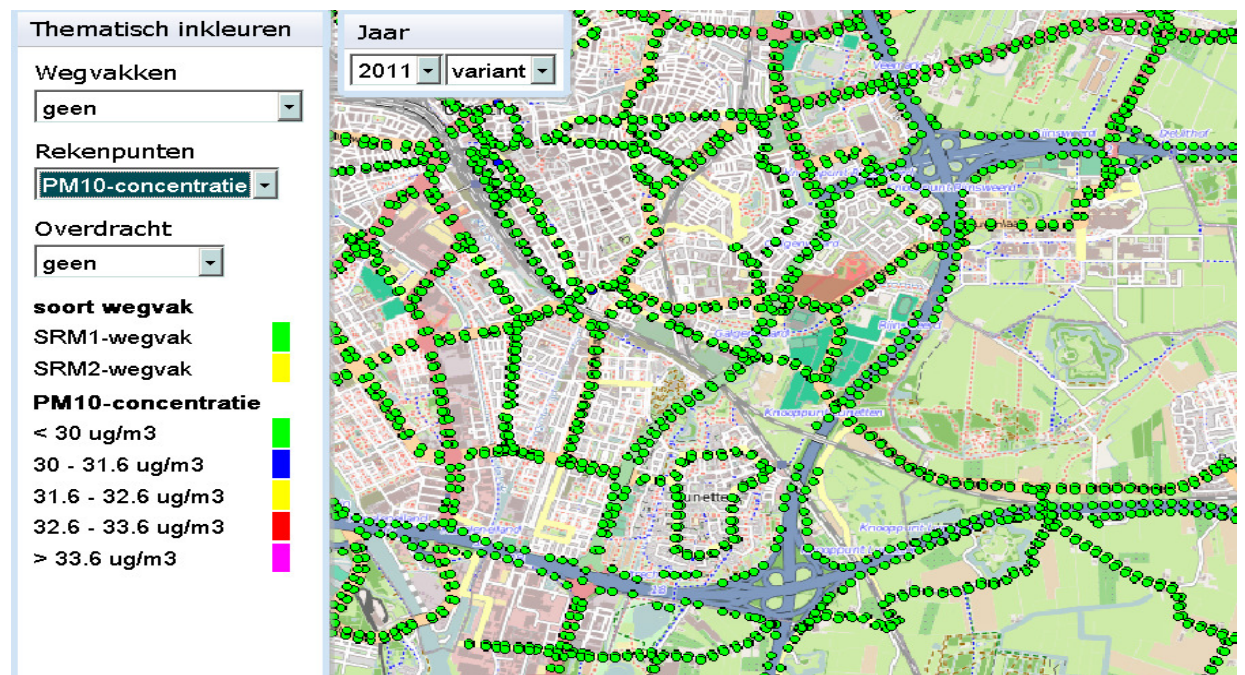 Thematisch inkleuren
Wegvakken
geen
Rekenpunten
PM10-concentratie
Overdracht
geen
soort wegvak
SRM1-wegvak
SRM2-wegvak
PM10-concentratie
< 30 ug/m3
30 - 31.6 ug/m3
31.6 - 32.6 ug/m3
32.6 - 33.6 ug/m3
> 33.6 ug/m3
Jaar
2011 variant
Rijnsweerd
Knooppunt